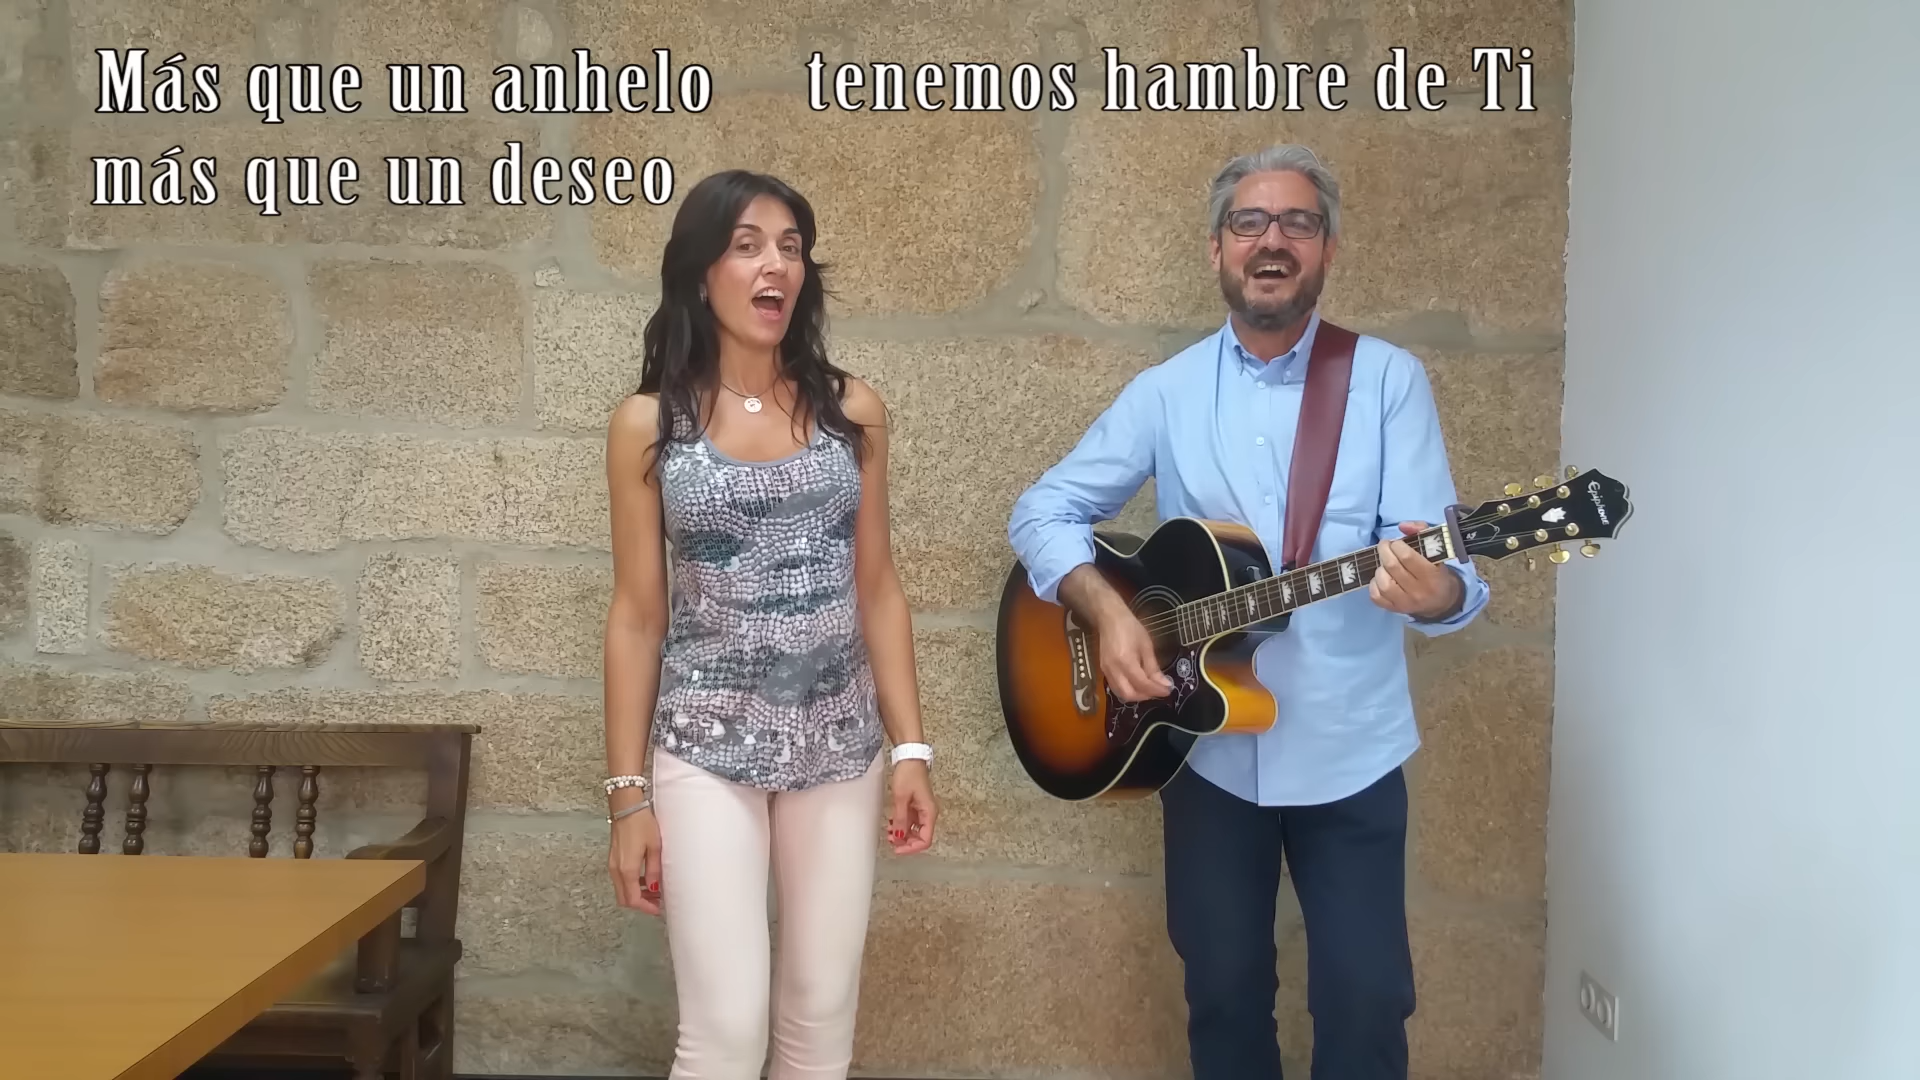 Más que un anhelo
más que un deseo
tenemos hambre de Ti
Epiphone